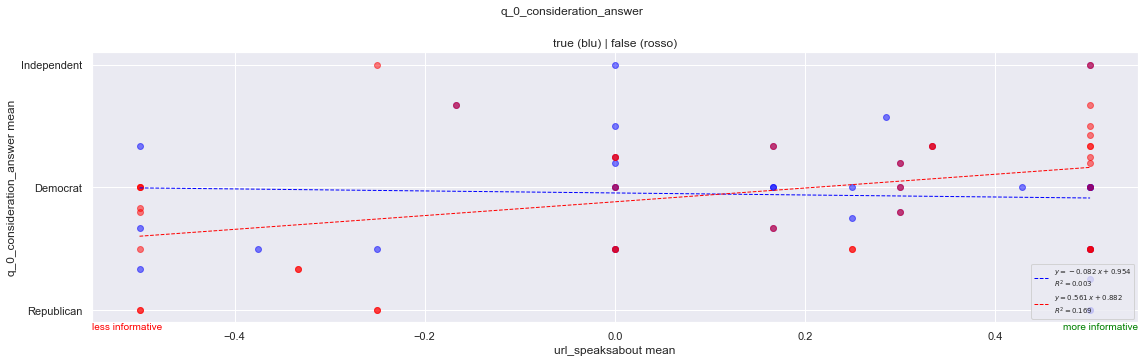 q_0_consideration_answer
true (blu) | false (rosso)
Independent
Democrat
Republican
q_0_consideration_answer mean
y = −0.082 x + 0.954
R² = 0.003
y = 0.561 x + 0.882
R² = 0.169
less informative
more informative
−0.4
−0.2
0.0
0.2
0.4
url_speaksabout mean